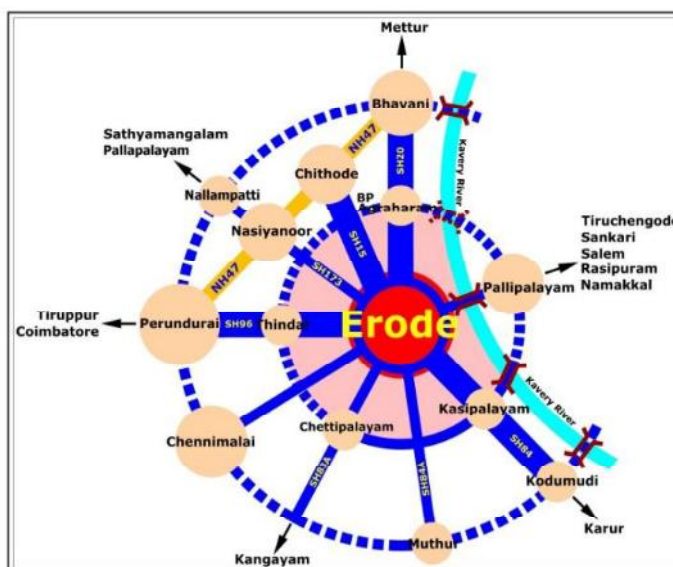 Mettur
Bhavani
Kavery River
NH47
SH20
Sathyamangalam
Pallapalayam
Chithode
Nallampatti
BP
Agraharam
Nasiyanoor
SH15
SH173
Tiruchengode
Sankari
Salem
Rasipuram
Namakkal
Pallipalayam
NH47
Tiruppur
Coimbatore
Perundurai
SH96
Thindal
Erode
Kavery River
Kasipalayam
Chettipalayam
Chennimalai
SH84
SH81A
SH84A
Kodumudi
Karur
Muthur
Kangayam